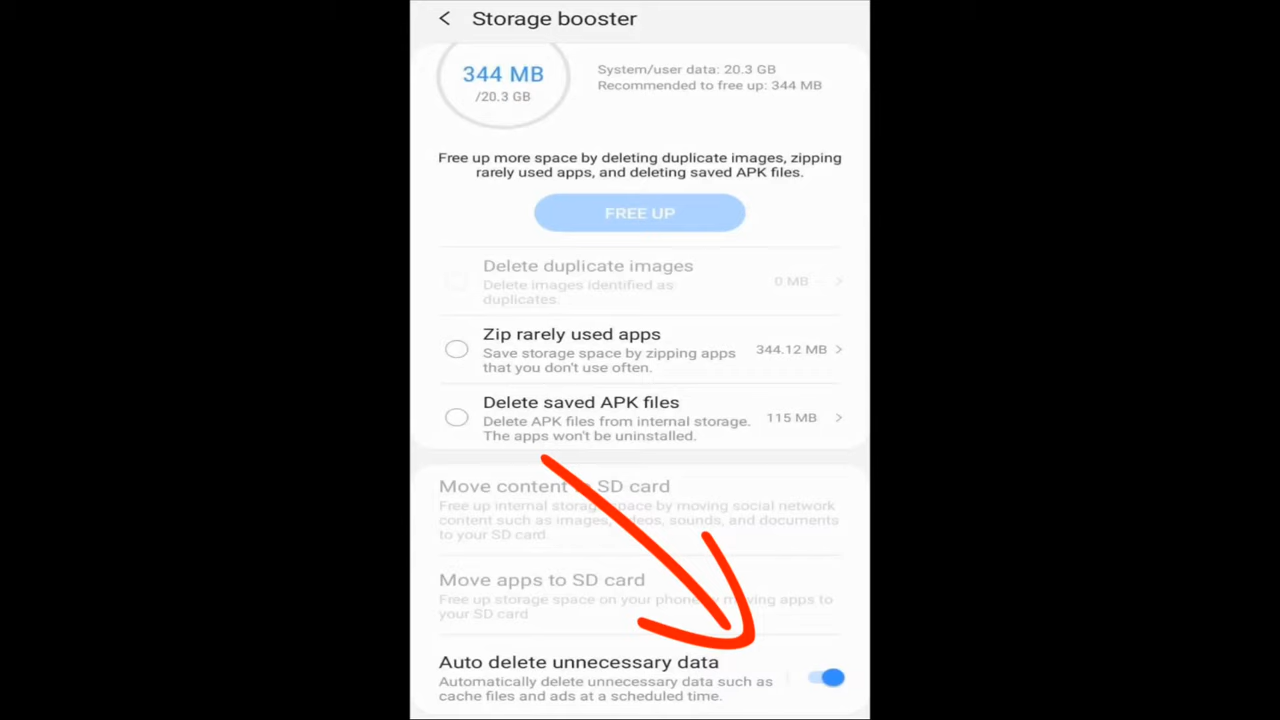 Storage booster
344 MB
/20.3 GB
System/user data: 20.3 GB
Recommended to free up: 344 MB
Free up more space by deleting duplicate images, zipping
rarely used apps, and deleting saved APK files.
FREE UP
Delete duplicate images
Delete images identified as
duplicates.
0 MB
Zip rarely used apps
Save storage space by zipping apps
that you don't use often.
344.12 MB
Delete saved APK files
Delete APK files from internal storage.
The apps won't be uninstalled.
115 MB
Move content to SD card
Free up internal storage space by moving social network
content such as images, videos, sounds, and documents
to your SD card.
Move apps to SD card
Free up storage space on your phone by moving apps to
your SD card.
Auto delete unnecessary data
Automatically delete unnecessary data such as
cache files and ads at a scheduled time.